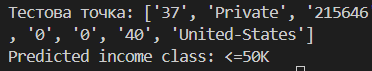 Тестова точка: ['37', 'Private', '215646
, '0', '0', '40', 'United-States']
Predicted income class: <=50K